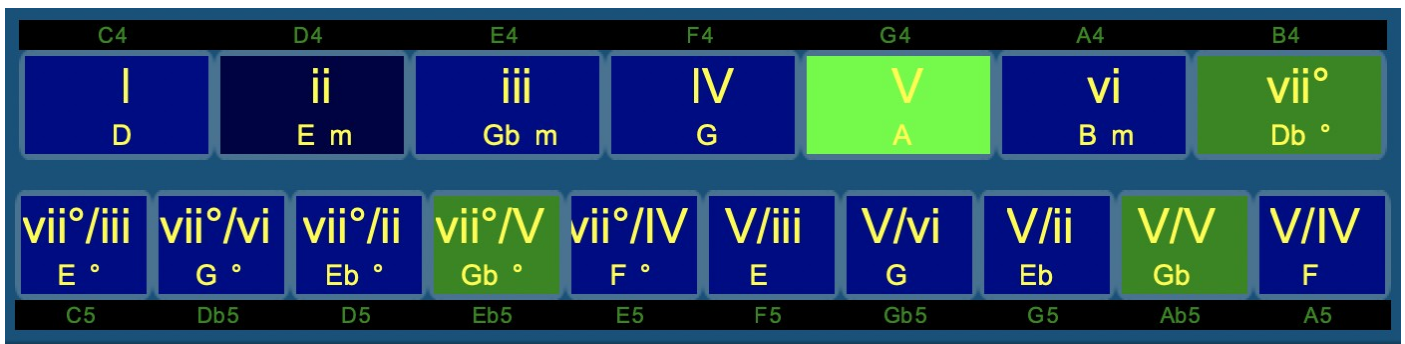 C4 D4 E4 F4 G4 A4 B4
I ii iii IV V vi vii°
D E m Gb m G A B m Db °
vii°/iii vii°/vi vii°/ii vii°/V vii°/IV V/iii V/vi V/ii V/V V/IV
E ° G ° Eb ° Gb ° F ° E G Eb Gb F
C5 Db5 D5 Eb5 E5 F5 Gb5 G5 Ab5 A5